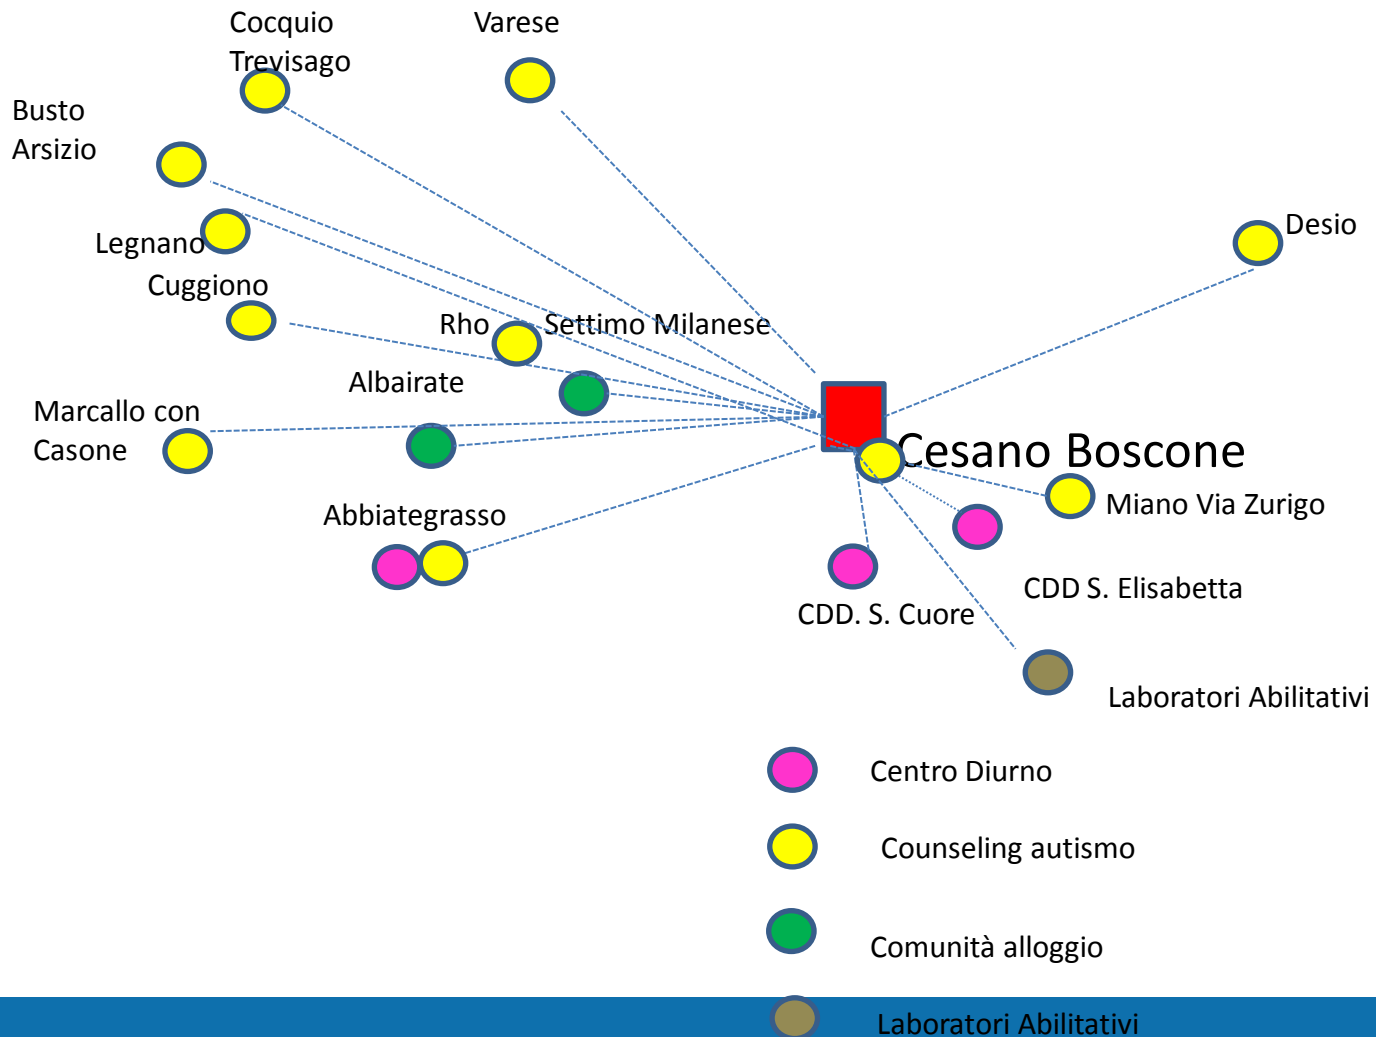 Cocquio
Trevisago
Varese
Busto
Arsizio
Desio
Legnano
Cuggiono
Rho
Settimo Milanese
Albairate
Marcallo con
Casone
Cesano Boscone
Miano Via Zurigo
Abbiategrasso
CDD S. Elisabetta
CDD. S. Cuore
Laboratori Abilitativi
Centro Diurno
Counseling autismo
Comunità alloggio
Laboratori Abilitativi